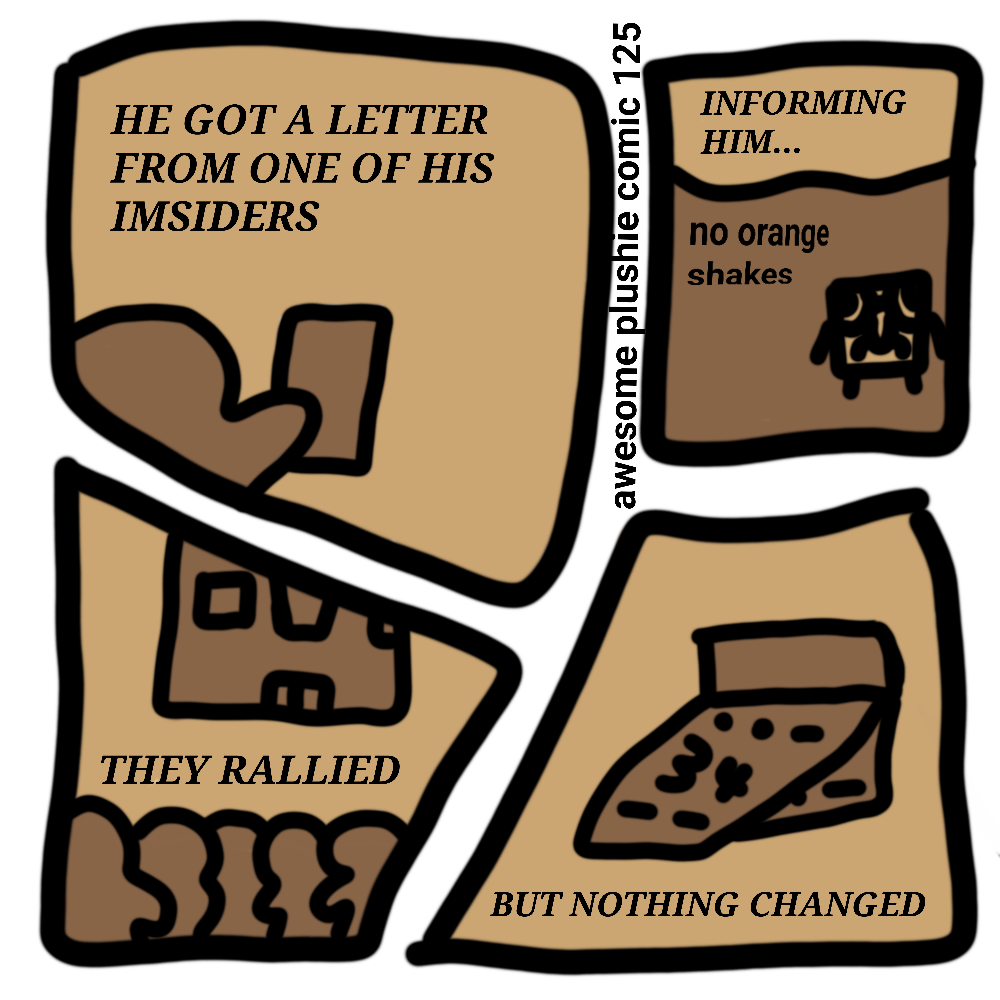 HE GOT A LETTER
FROM ONE OF HIS
IMSIDERS
awesome plushie comic 125
INFORMING
HIM...
no orange
shakes
THEY RALLIED
34
BUT NOTHING CHANGED